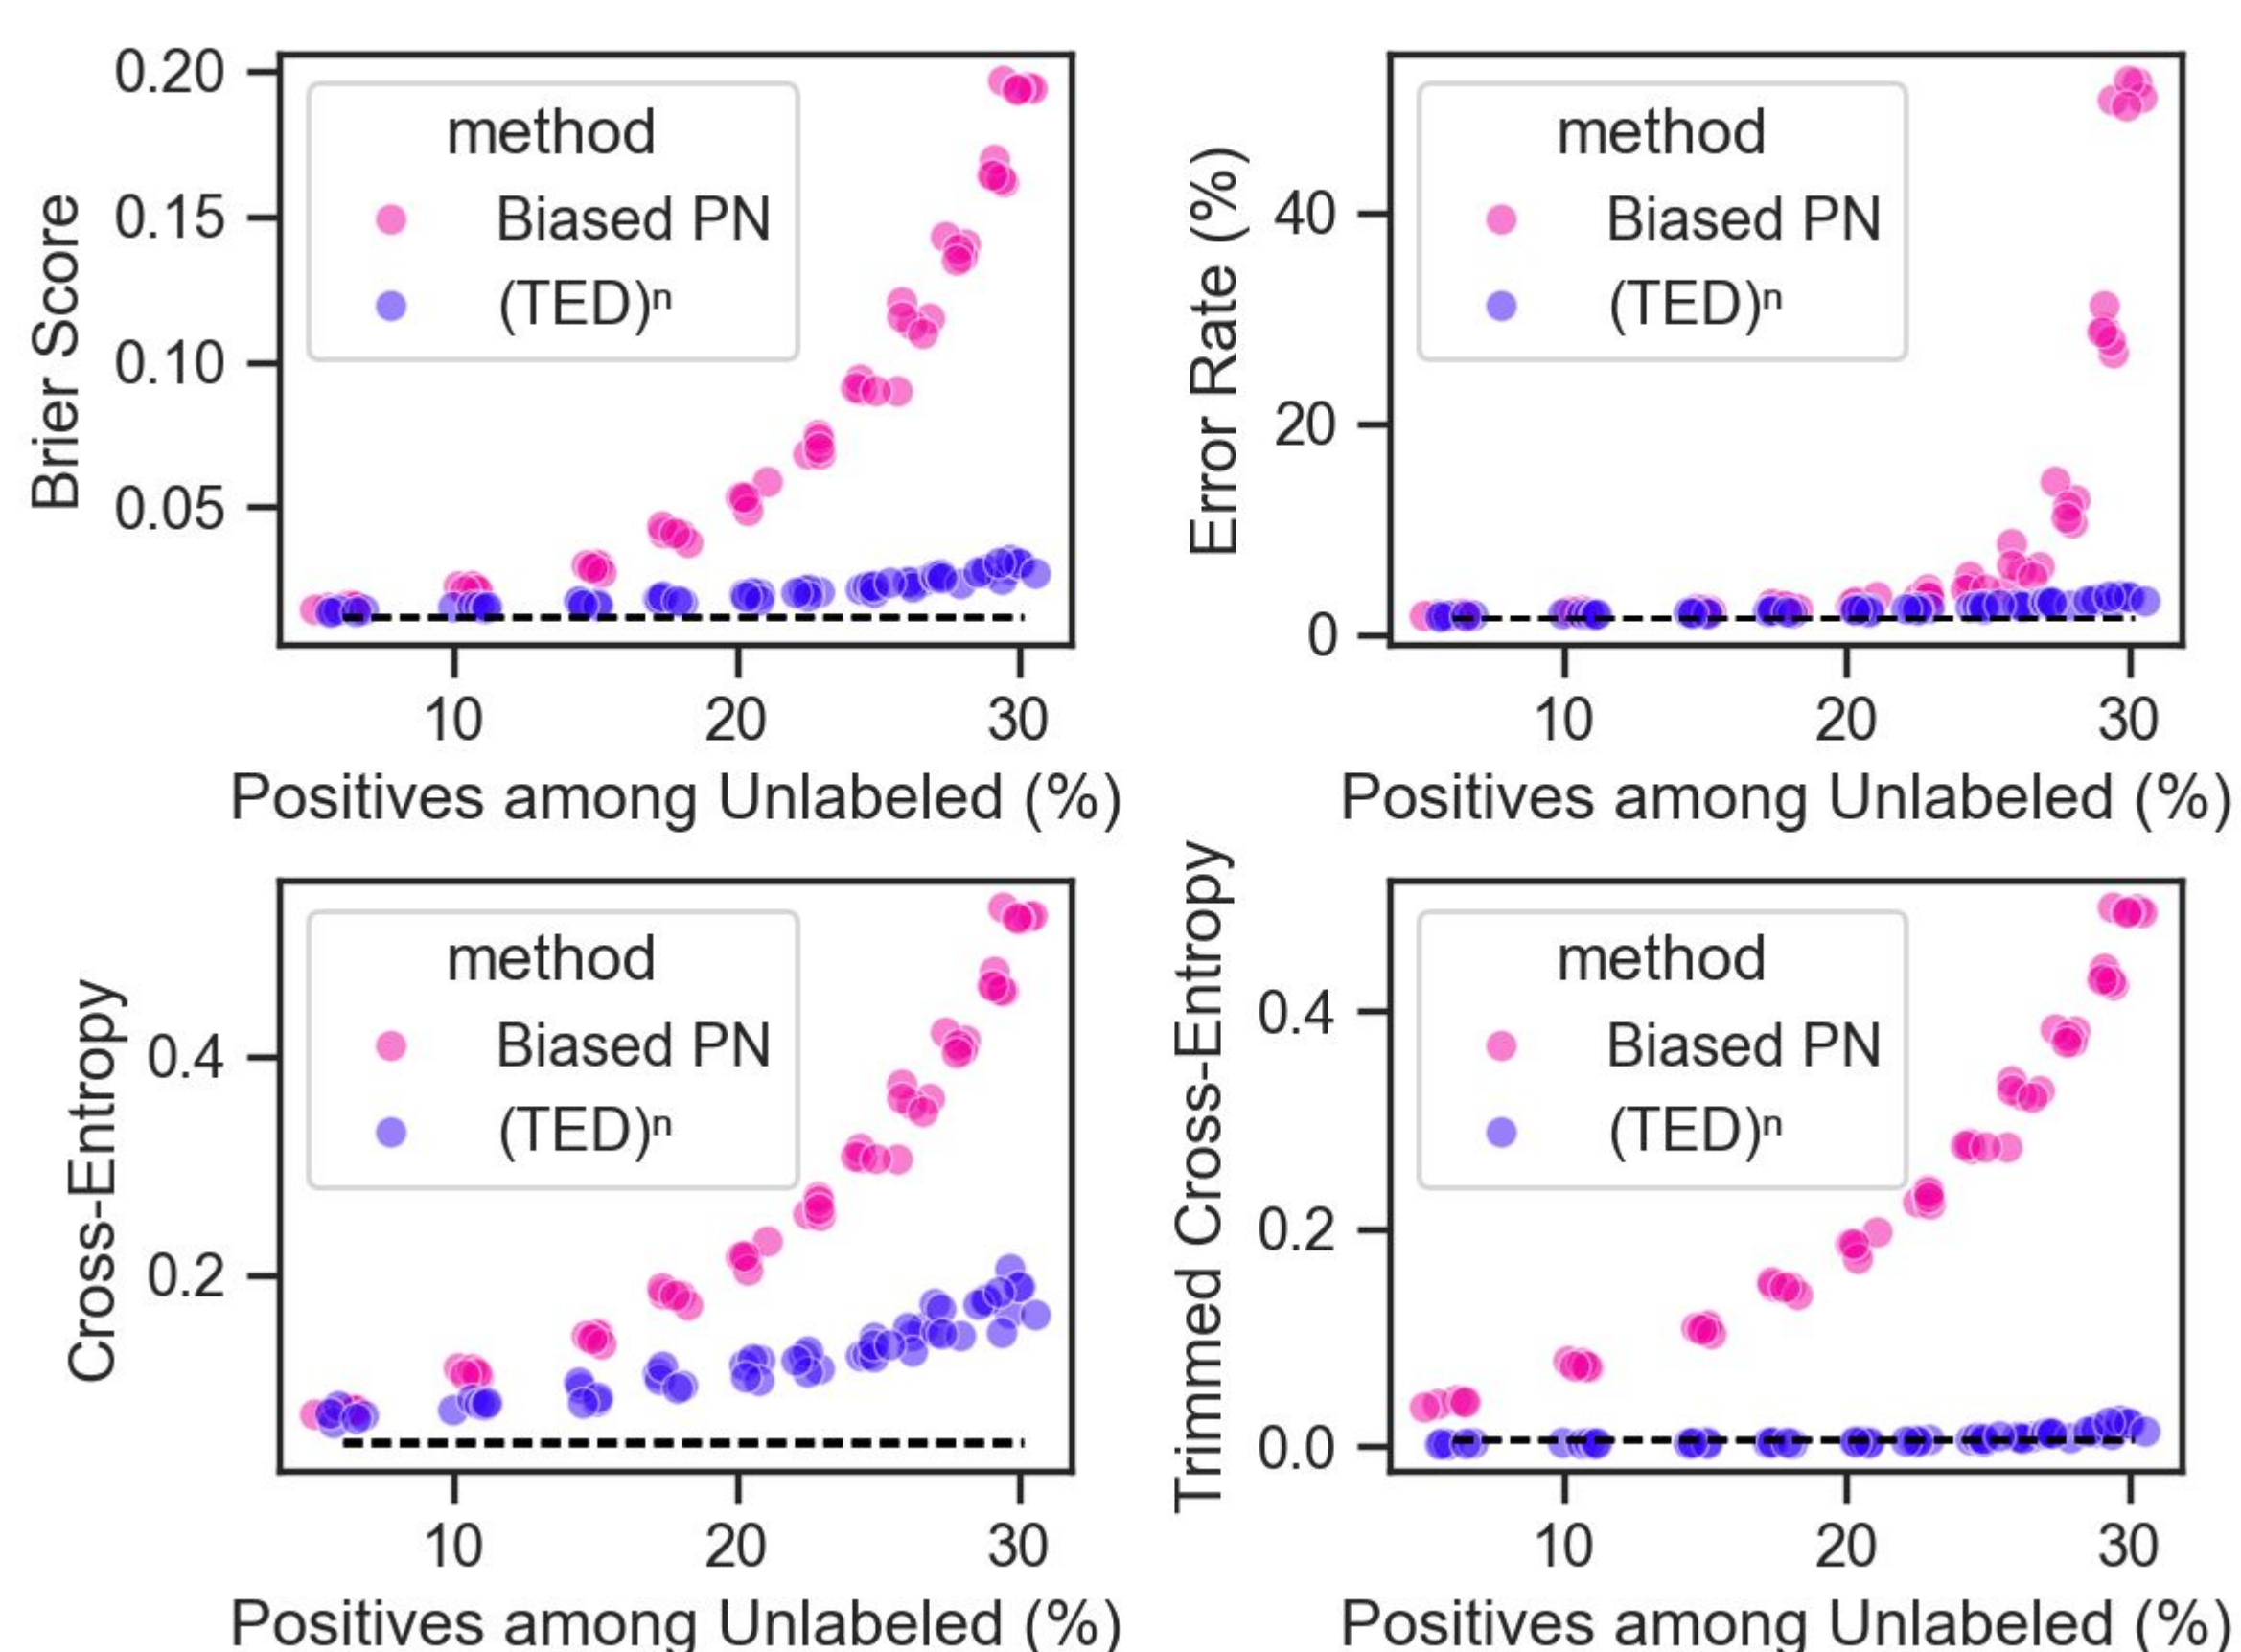 Brier Score
0.20
0.15
0.10
0.05
method
Biased PN
(TED)ⁿ
10
20
30
Positives among Unlabeled (%)
Error Rate (%)
40
20
0
method
Biased PN
(TED)ⁿ
10
20
30
Positives among Unlabeled (%)
Cross-Entropy
0.4
0.2
method
Biased PN
(TED)ⁿ
10
20
30
Positives among Unlabeled (%)
Trimmed Cross-Entropy
0.4
0.2
0.0
method
Biased PN
(TED)ⁿ
10
20
30
Positives among Unlabeled (%)